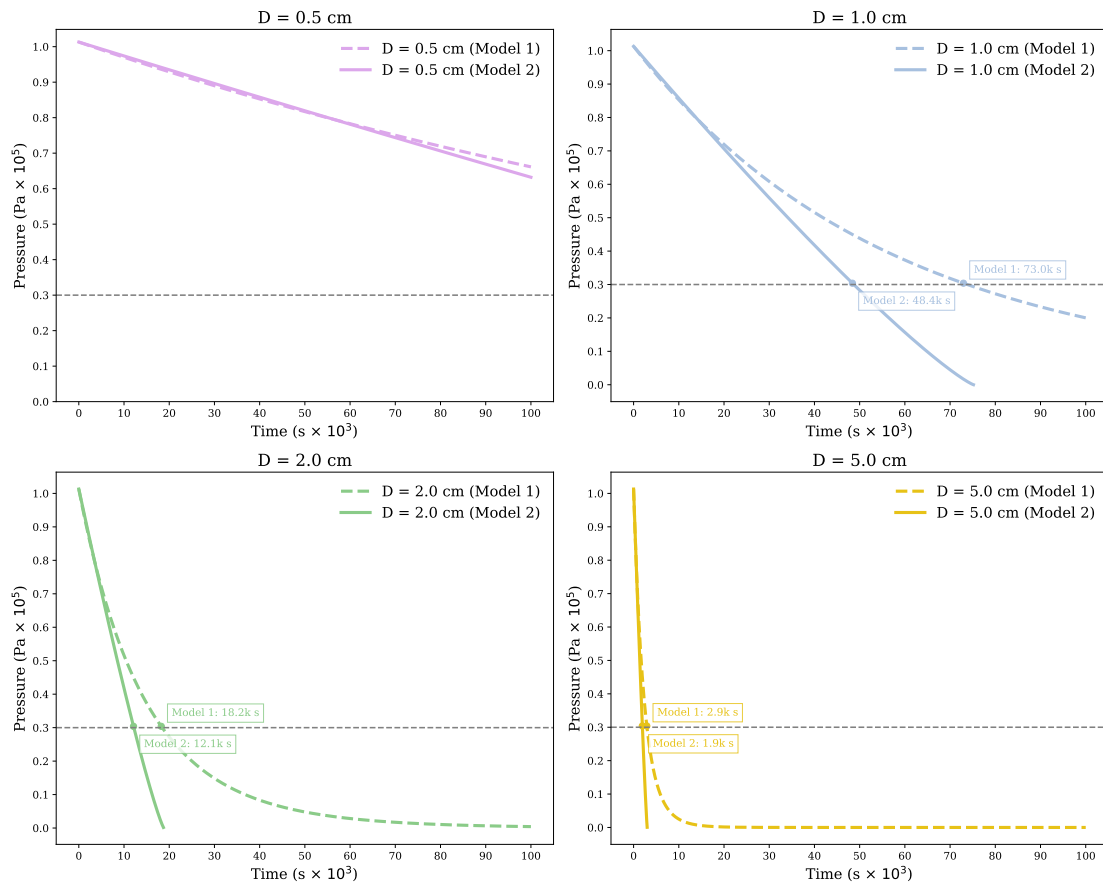 D = 0.5 cm
D = 0.5 cm (Model 1)
D = 0.5 cm (Model 2)
Pressure (Pa × 10⁵)
1.0
0.9
0.8
0.7
0.6
0.5
0.4
0.3
0.2
0.1
0.0
0 10 20 30 40 50 60 70 80 90 100
Time (s × 10³)
D = 1.0 cm
D = 1.0 cm (Model 1)
D = 1.0 cm (Model 2)
Pressure (Pa × 10⁵)
1.0
0.9
0.8
0.7
0.6
0.5
0.4
0.3
0.2
0.1
0.0
Model 1: 73.0k s
Model 2: 48.4k s
0 10 20 30 40 50 60 70 80 90 100
Time (s × 10³)
D = 2.0 cm
D = 2.0 cm (Model 1)
D = 2.0 cm (Model 2)
Pressure (Pa × 10⁵)
1.0
0.9
0.8
0.7
0.6
0.5
0.4
0.3
0.2
0.1
0.0
Model 1: 18.2k s
Model 2: 12.1k s
0 10 20 30 40 50 60 70 80 90 100
Time (s × 10³)
D = 5.0 cm
D = 5.0 cm (Model 1)
D = 5.0 cm (Model 2)
Pressure (Pa × 10⁵)
1.0
0.9
0.8
0.7
0.6
0.5
0.4
0.3
0.2
0.1
0.0
Model 1: 2.9k s
Model 2: 1.9k s
0 10 20 30 40 50 60 70 80 90 100
Time (s × 10³)